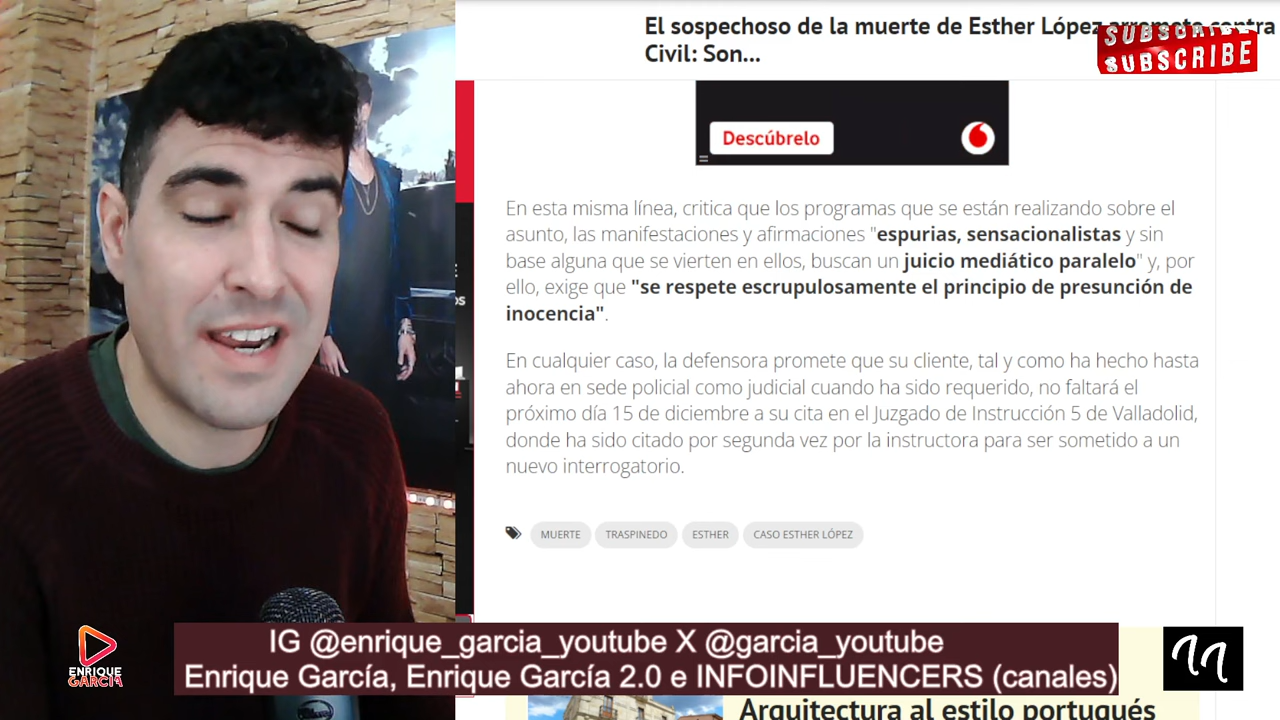 El sospechoso de la muerte de Esther López arremete contra
Civil: Son...
SUBSCRIBE
SUBSCRIBE
Descúbrelo
En esta misma línea, critica que los programas que se están realizando sobre el
asunto, las manifestaciones y afirmaciones "espurias, sensacionalistas y sin
base alguna que se vierten en ellos, buscan un juicio mediático paralelo" y, por
ello, exige que "se respete escrupulosamente el principio de presunción de
inocencia".
En cualquier caso, la defensora promete que su cliente, tal y como ha hecho hasta
ahora en sede policial como judicial cuando ha sido requerido, no faltará el
próximo día 15 de diciembre a su cita en el Juzgado de Instrucción 5 de Valladolid,
donde ha sido citado por segunda vez por la instructora para ser sometido a un
nuevo interrogatorio.
MUERTE
TRASPINEDO
ESTHER
CASO ESTHER LÓPEZ
IG @enrique_garcia_youtube X @garcia_youtube
Enrique García, Enrique García 2.0 e INFOINFLUENCERS (canales)
ENRIQUE
GARCÍA
Arquitectura al estilo portugués